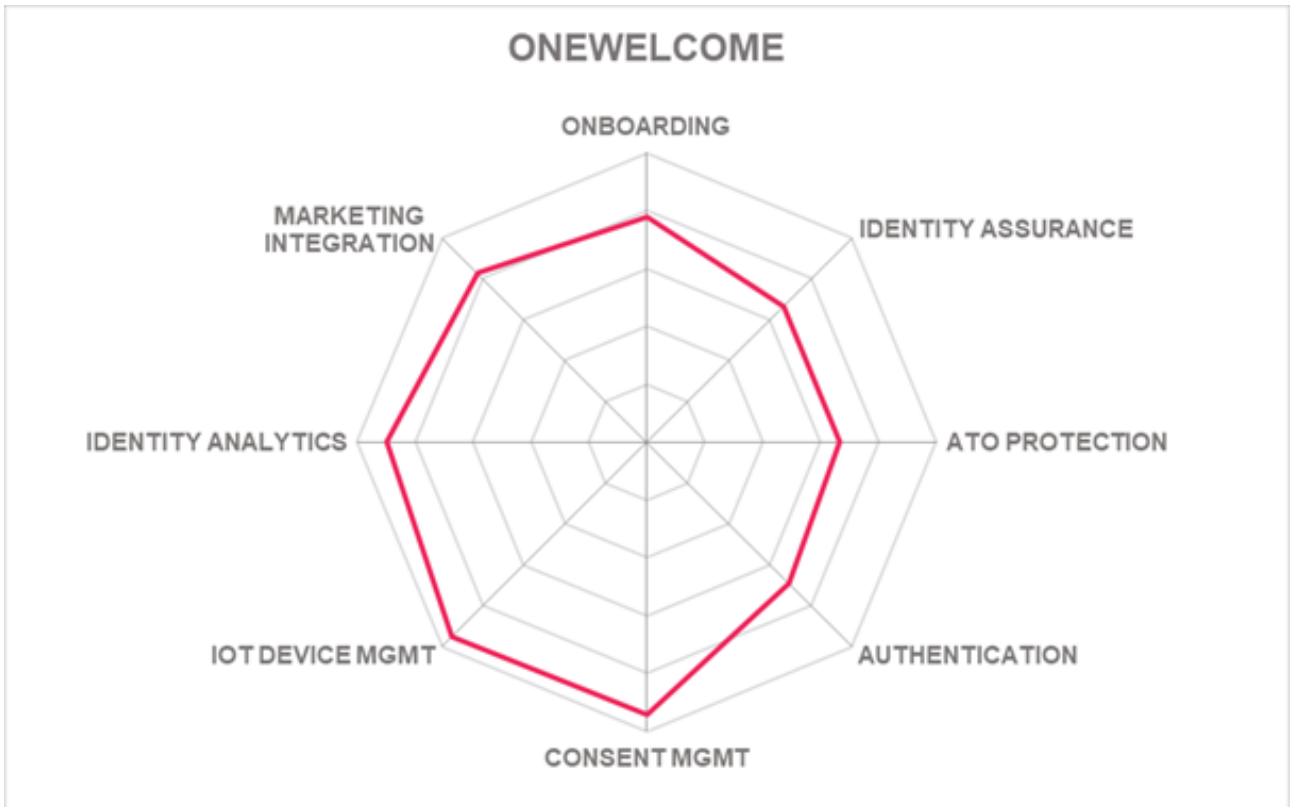 ONEWELCOME
ONBOARDING
MARKETING
INTEGRATION
IDENTITY ASSURANCE
IDENTITY ANALYTICS
ATO PROTECTION
IOT DEVICE MGMT
AUTHENTICATION
CONSENT MGMT